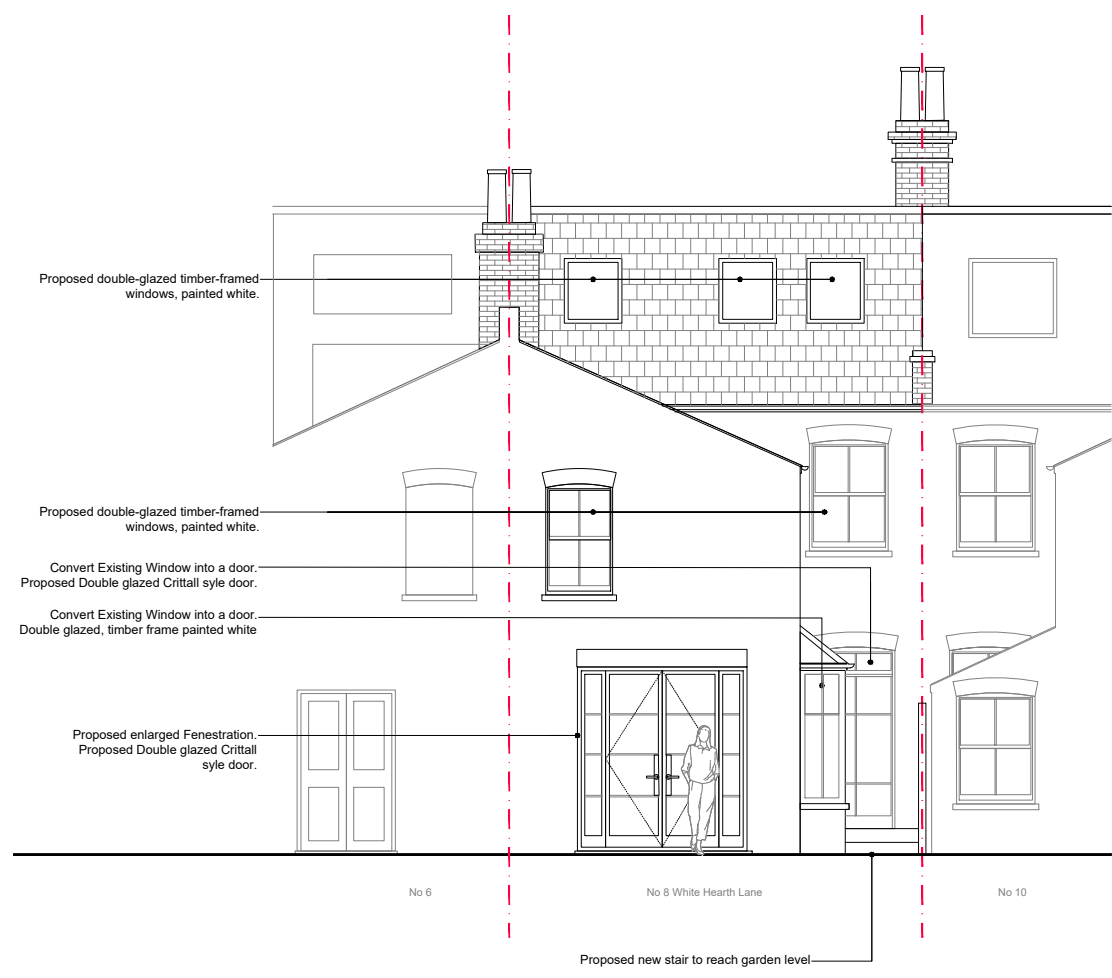 Proposed double-glazed timber-framed
windows, painted white.
Proposed double-glazed timber-framed
windows, painted white.
Convert Existing Window into a door.
Proposed Double glazed Crittall syle door.
Convert Existing Window into a door.
Double glazed, timber frame painted white
Proposed enlarged Fenestration.
Proposed Double glazed Crittall
syle door.
No 6
No 8 White Hearth Lane
No 10
Proposed new stair to reach garden level